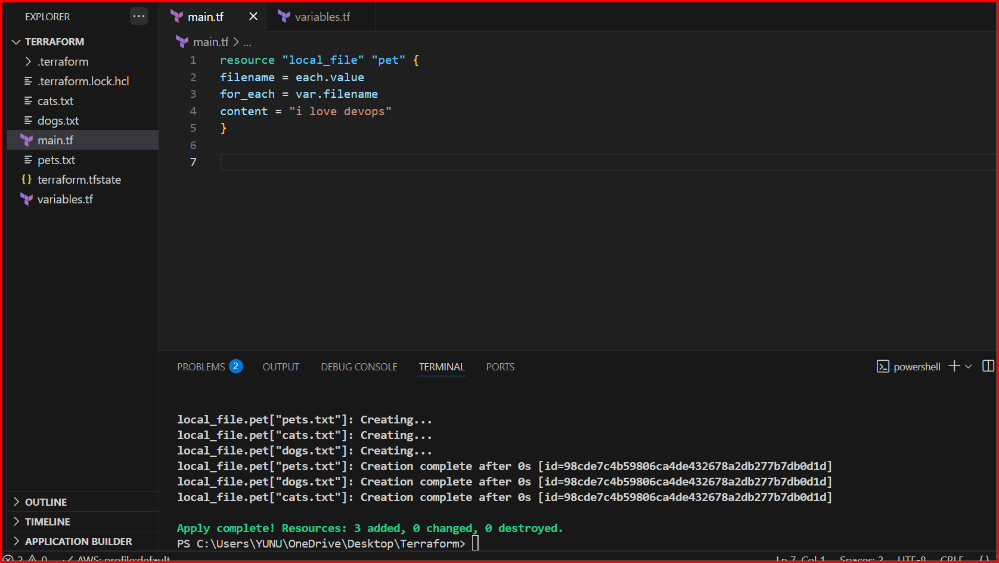 EXPLORER
TERRAFORM
.terraform
.terraform.lock.hcl
cats.txt
dogs.txt
main.tf
pets.txt
terraform.tfstate
variables.tf
OUTLINE
TIMELINE
APPLICATION BUILDER
main.tf variables.tf
main.tf > ...
1 resource "local_file" "pet" {
2 filename = each.value
3 for_each = var.filename
4 content = "i love devops"
5 }
6
7
PROBLEMS 2 OUTPUT DEBUG CONSOLE TERMINAL PORTS powershell
local_file.pet["pets.txt"]: Creating...
local_file.pet["cats.txt"]: Creating...
local_file.pet["dogs.txt"]: Creating...
local_file.pet["pets.txt"]: Creation complete after 0s [id=98cde7c4b59806ca4de432678a2db277b7db0d1d]
local_file.pet["dogs.txt"]: Creation complete after 0s [id=98cde7c4b59806ca4de432678a2db277b7db0d1d]
local_file.pet["cats.txt"]: Creation complete after 0s [id=98cde7c4b59806ca4de432678a2db277b7db0d1d]
Apply complete! Resources: 3 added, 0 changed, 0 destroyed.
PS C:\Users\YUNU\OneDrive\Desktop\Terraform>
0 AWS: profile:default Ln 7, Col 1 Spaces: 2 UTF-8 CRLF { }